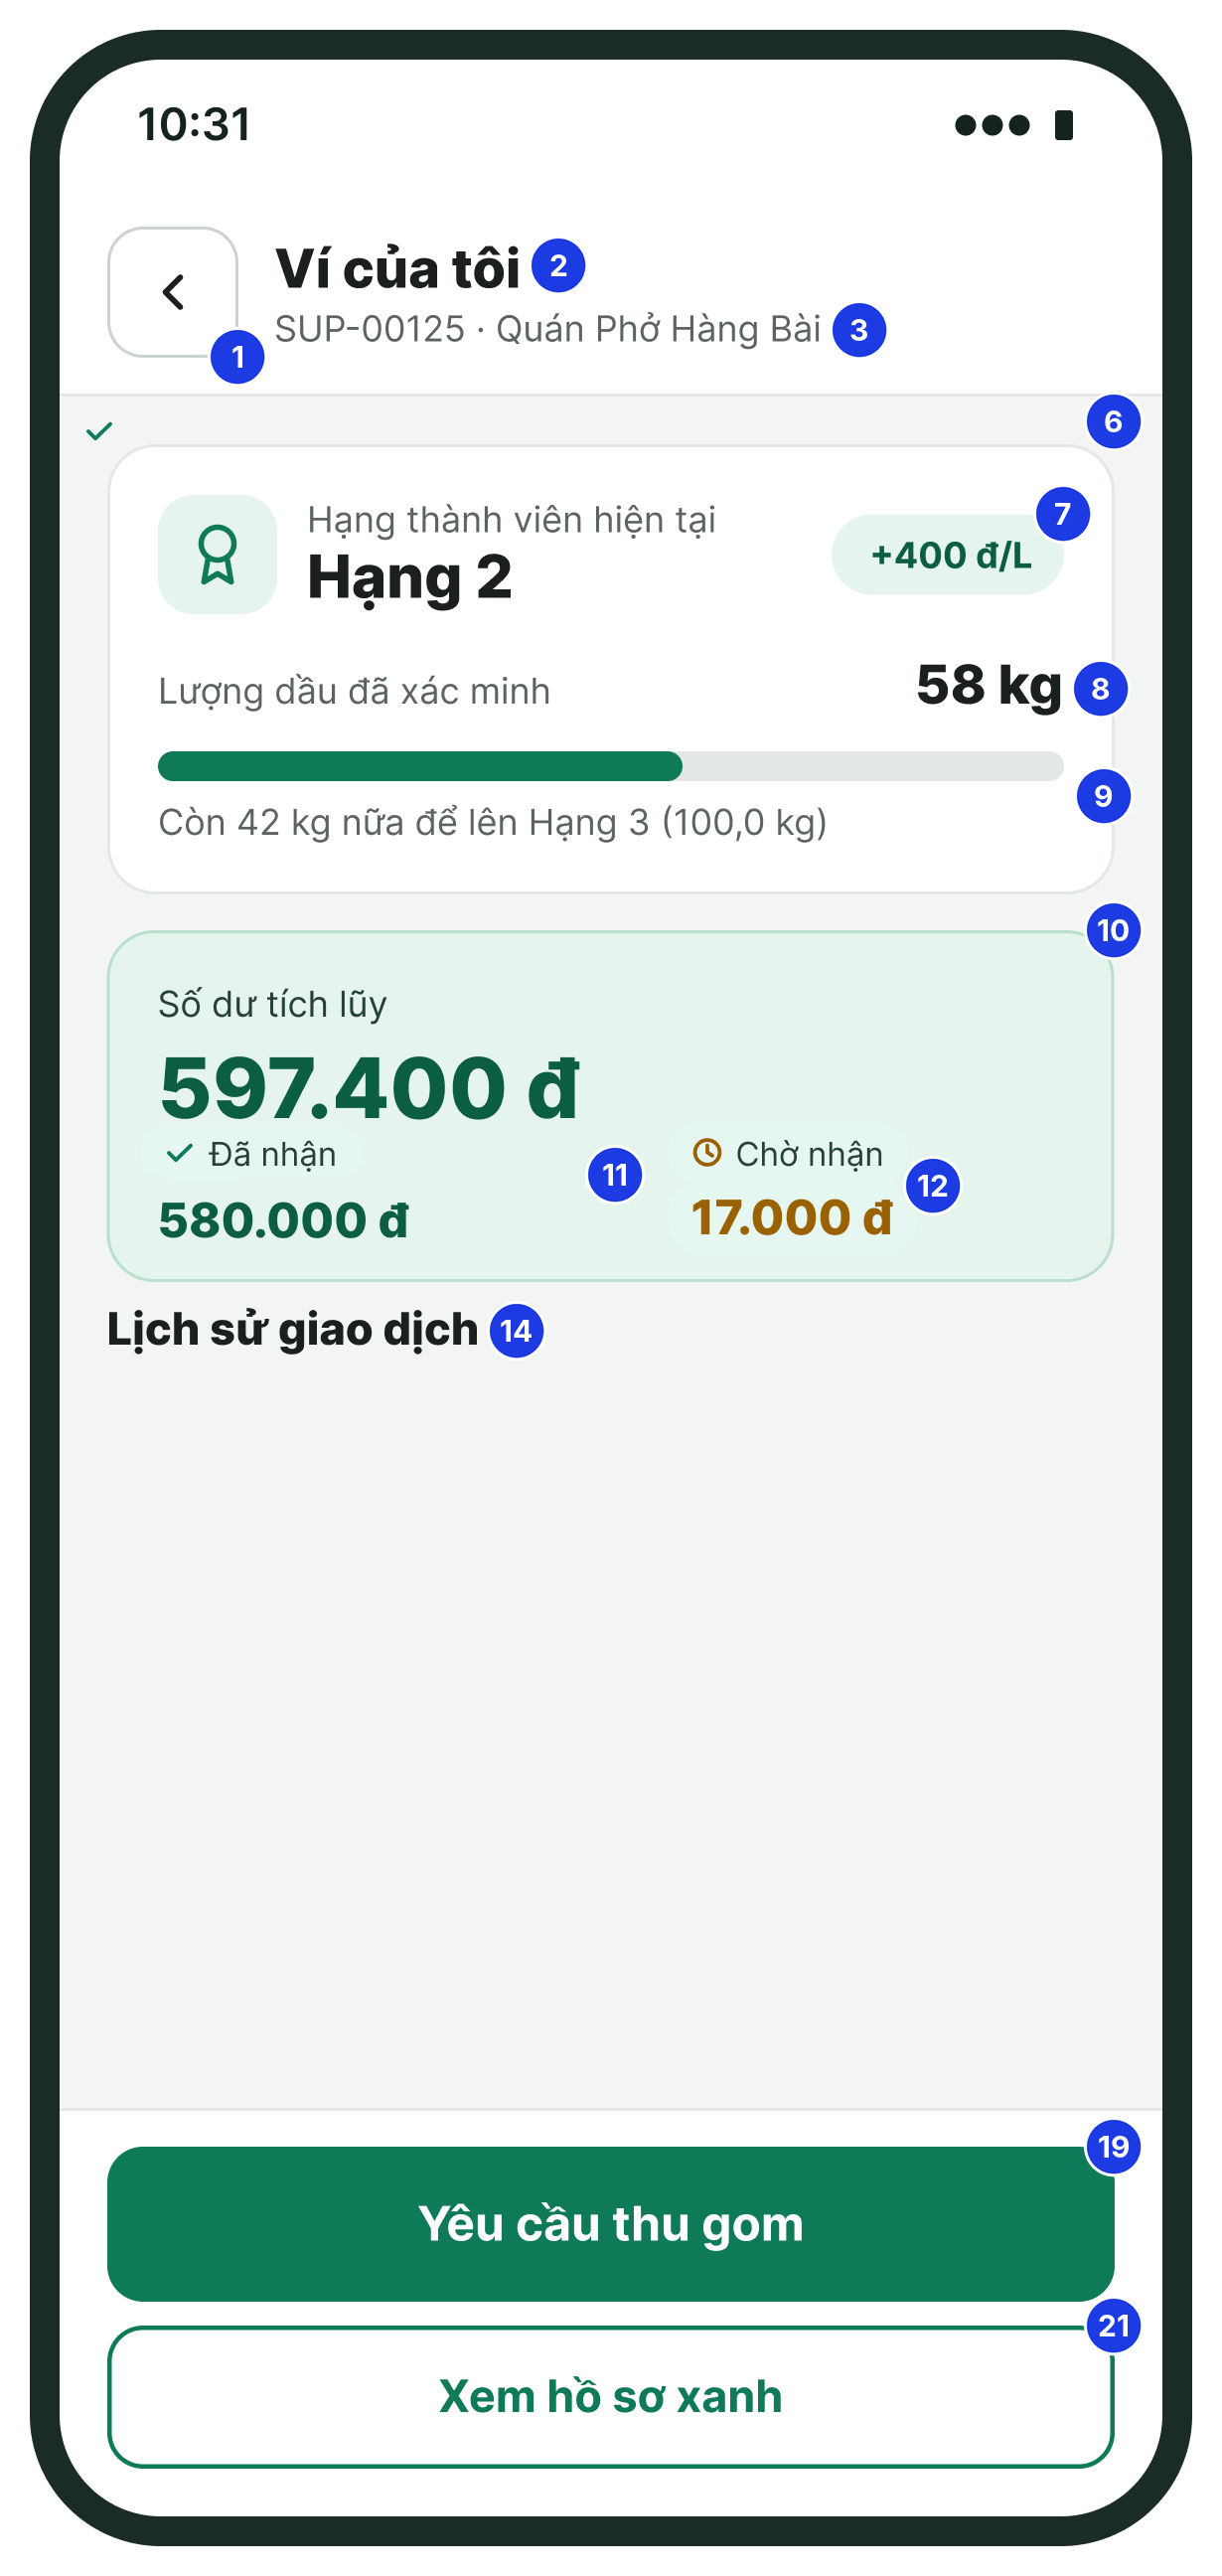 10:31
Ví của tôi 2
SUP-00125 · Quán Phở Hàng Bài 3
1
6
Hạng thành viên hiện tại
7
Hạng 2
+400 đ/L
Lượng dầu đã xác minh
58 kg 8
9
Còn 42 kg nữa để lên Hạng 3 (100,0 kg)
10
Số dư tích lũy
597.400 đ
Đã nhận
11
Chờ nhận
12
580.000 đ
17.000 đ
Lịch sử giao dịch 14
19
Yêu cầu thu gom
21
Xem hồ sơ xanh